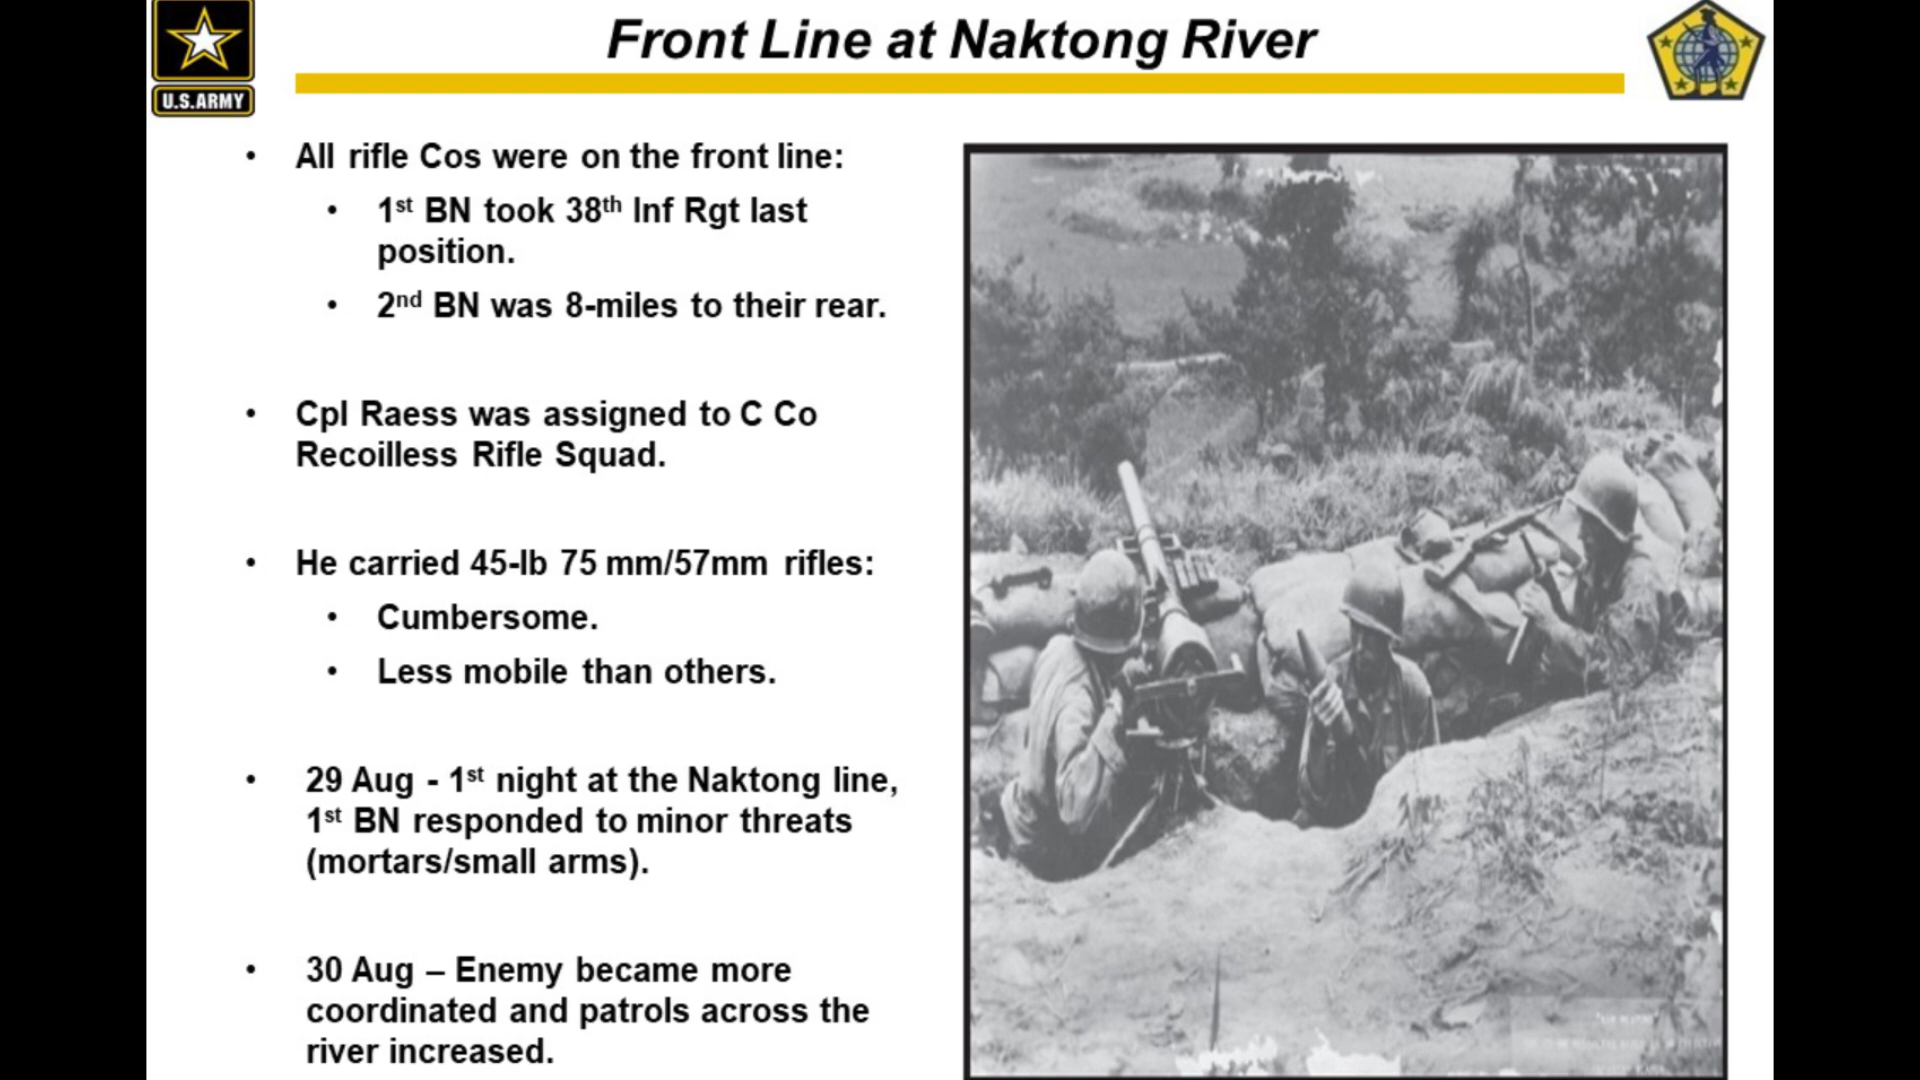 Front Line at Naktong River
U.S.ARMY
• All rifle Cos were on the front line:
• 1st BN took 38th Inf Rgt last
position.
• 2nd BN was 8-miles to their rear.
• Cpl Raess was assigned to C Co
Recoilless Rifle Squad.
• He carried 45-lb 75 mm/57mm rifles:
• Cumbersome.
• Less mobile than others.
• 29 Aug - 1st night at the Naktong line,
1st BN responded to minor threats
(mortars/small arms).
• 30 Aug – Enemy became more
coordinated and patrols across the
river increased.